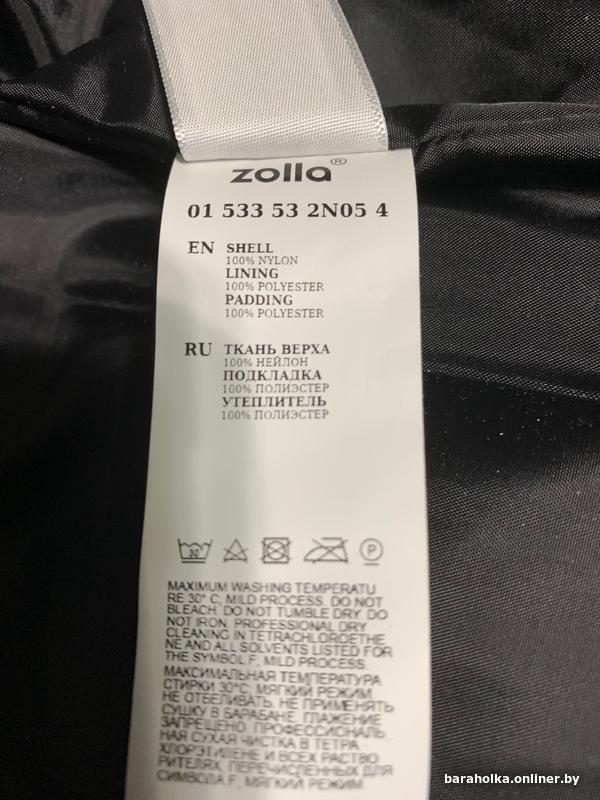 zolla®
01 533 53 2N05 4
EN SHELL
100% NYLON
LINING
100% POLYESTER
PADDING
100% POLYESTER
RU ТКАНЬ ВЕРХА
100% НЕЙЛОН
ПОДКЛАДКА
100% ПОЛИЭСТЕР
УТЕПЛИТЕЛЬ
100% ПОЛИЭСТЕР
30° P
MAXIMUM WASHING TEMPERATU
RE 30° C, MILD PROCESS. DO NOT
BLEACH. DO NOT TUMBLE DRY. DO
NOT IRON. PROFESSIONAL DRY
CLEANING IN TETRACHLOROETHE
NE AND ALL SOLVENTS LISTED FOR
THE SYMBOL F, MILD PROCESS.
МАКСИМАЛЬНАЯ ТЕМПЕРАТУРА
СТИРКИ 30°C, МЯГКИЙ РЕЖИМ.
НЕ ОТБЕЛИВАТЬ. НЕ ПРИМЕНЯТЬ
СУШКУ В БАРАБАНЕ. ГЛАЖЕНИЕ
ЗАПРЕЩЕНО. ПРОФЕССИОНАЛЬ
НАЯ СУХАЯ ЧИСТКА В ТЕТРА
ХЛОРЭТИЛЕНЕ И ВСЕХ РАСТВО
РИТЕЛЯХ, ПЕРЕЧИСЛЕННЫХ ДЛЯ
СИМВОЛА F, МЯГКИЙ РЕЖИМ.
baraholka.onliner.by